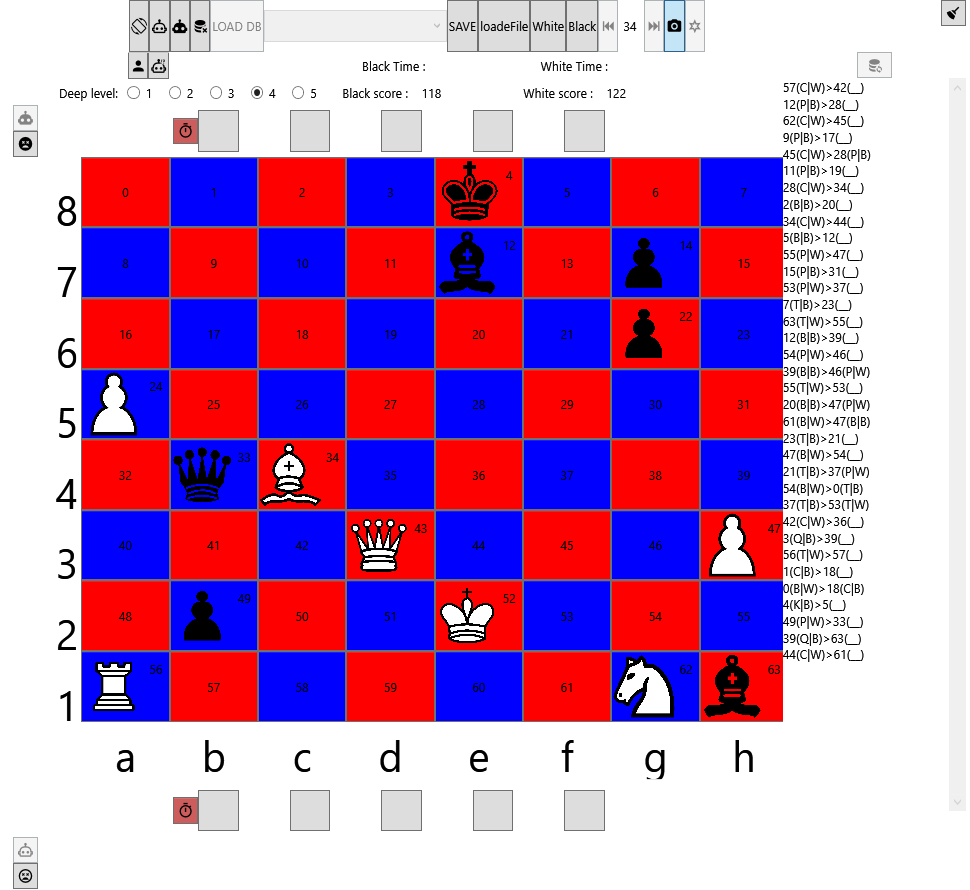 LOAD DB SAVE loadeFile White Black 34
Black Time : White Time :
Deep level: 1 2 3 4 5 Black score : 118 White score : 122
57(C|W)>42(__)
12(P|B)>28(__)
62(C|W)>45(__)
9(P|B)>17(__)
45(C|W)>28(P|B)
11(P|B)>19(__)
28(C|W)>34(__)
2(B|B)>20(__)
34(C|W)>44(__)
5(B|B)>12(__)
55(P|W)>47(__)
15(P|B)>31(__)
53(P|W)>37(__)
7(T|B)>23(__)
63(T|W)>55(__)
12(B|B)>39(__)
54(P|W)>46(__)
39(B|B)>46(P|W)
55(T|W)>53(__)
20(B|B)>47(P|W)
61(B|W)>47(B|B)
23(T|B)>21(__)
47(B|W)>54(__)
21(T|B)>37(P|W)
54(B|W)>0(T|B)
37(T|B)>53(T|W)
42(C|W)>36(__)
3(Q|B)>39(__)
56(T|W)>57(__)
1(C|B)>18(__)
0(B|W)>18(C|B)
4(K|B)>5(__)
49(P|W)>33(__)
39(Q|B)>63(__)
44(C|W)>61(__)
8 0 1 2 3 4 5 6 7
7 8 9 10 11 12 13 14 15
6 16 17 18 19 20 21 22 23
5 24 25 26 27 28 29 30 31
4 32 33 34 35 36 37 38 39
3 40 41 42 43 44 45 46 47
2 48 49 50 51 52 53 54 55
1 56 57 58 59 60 61 62 63
a b c d e f g h